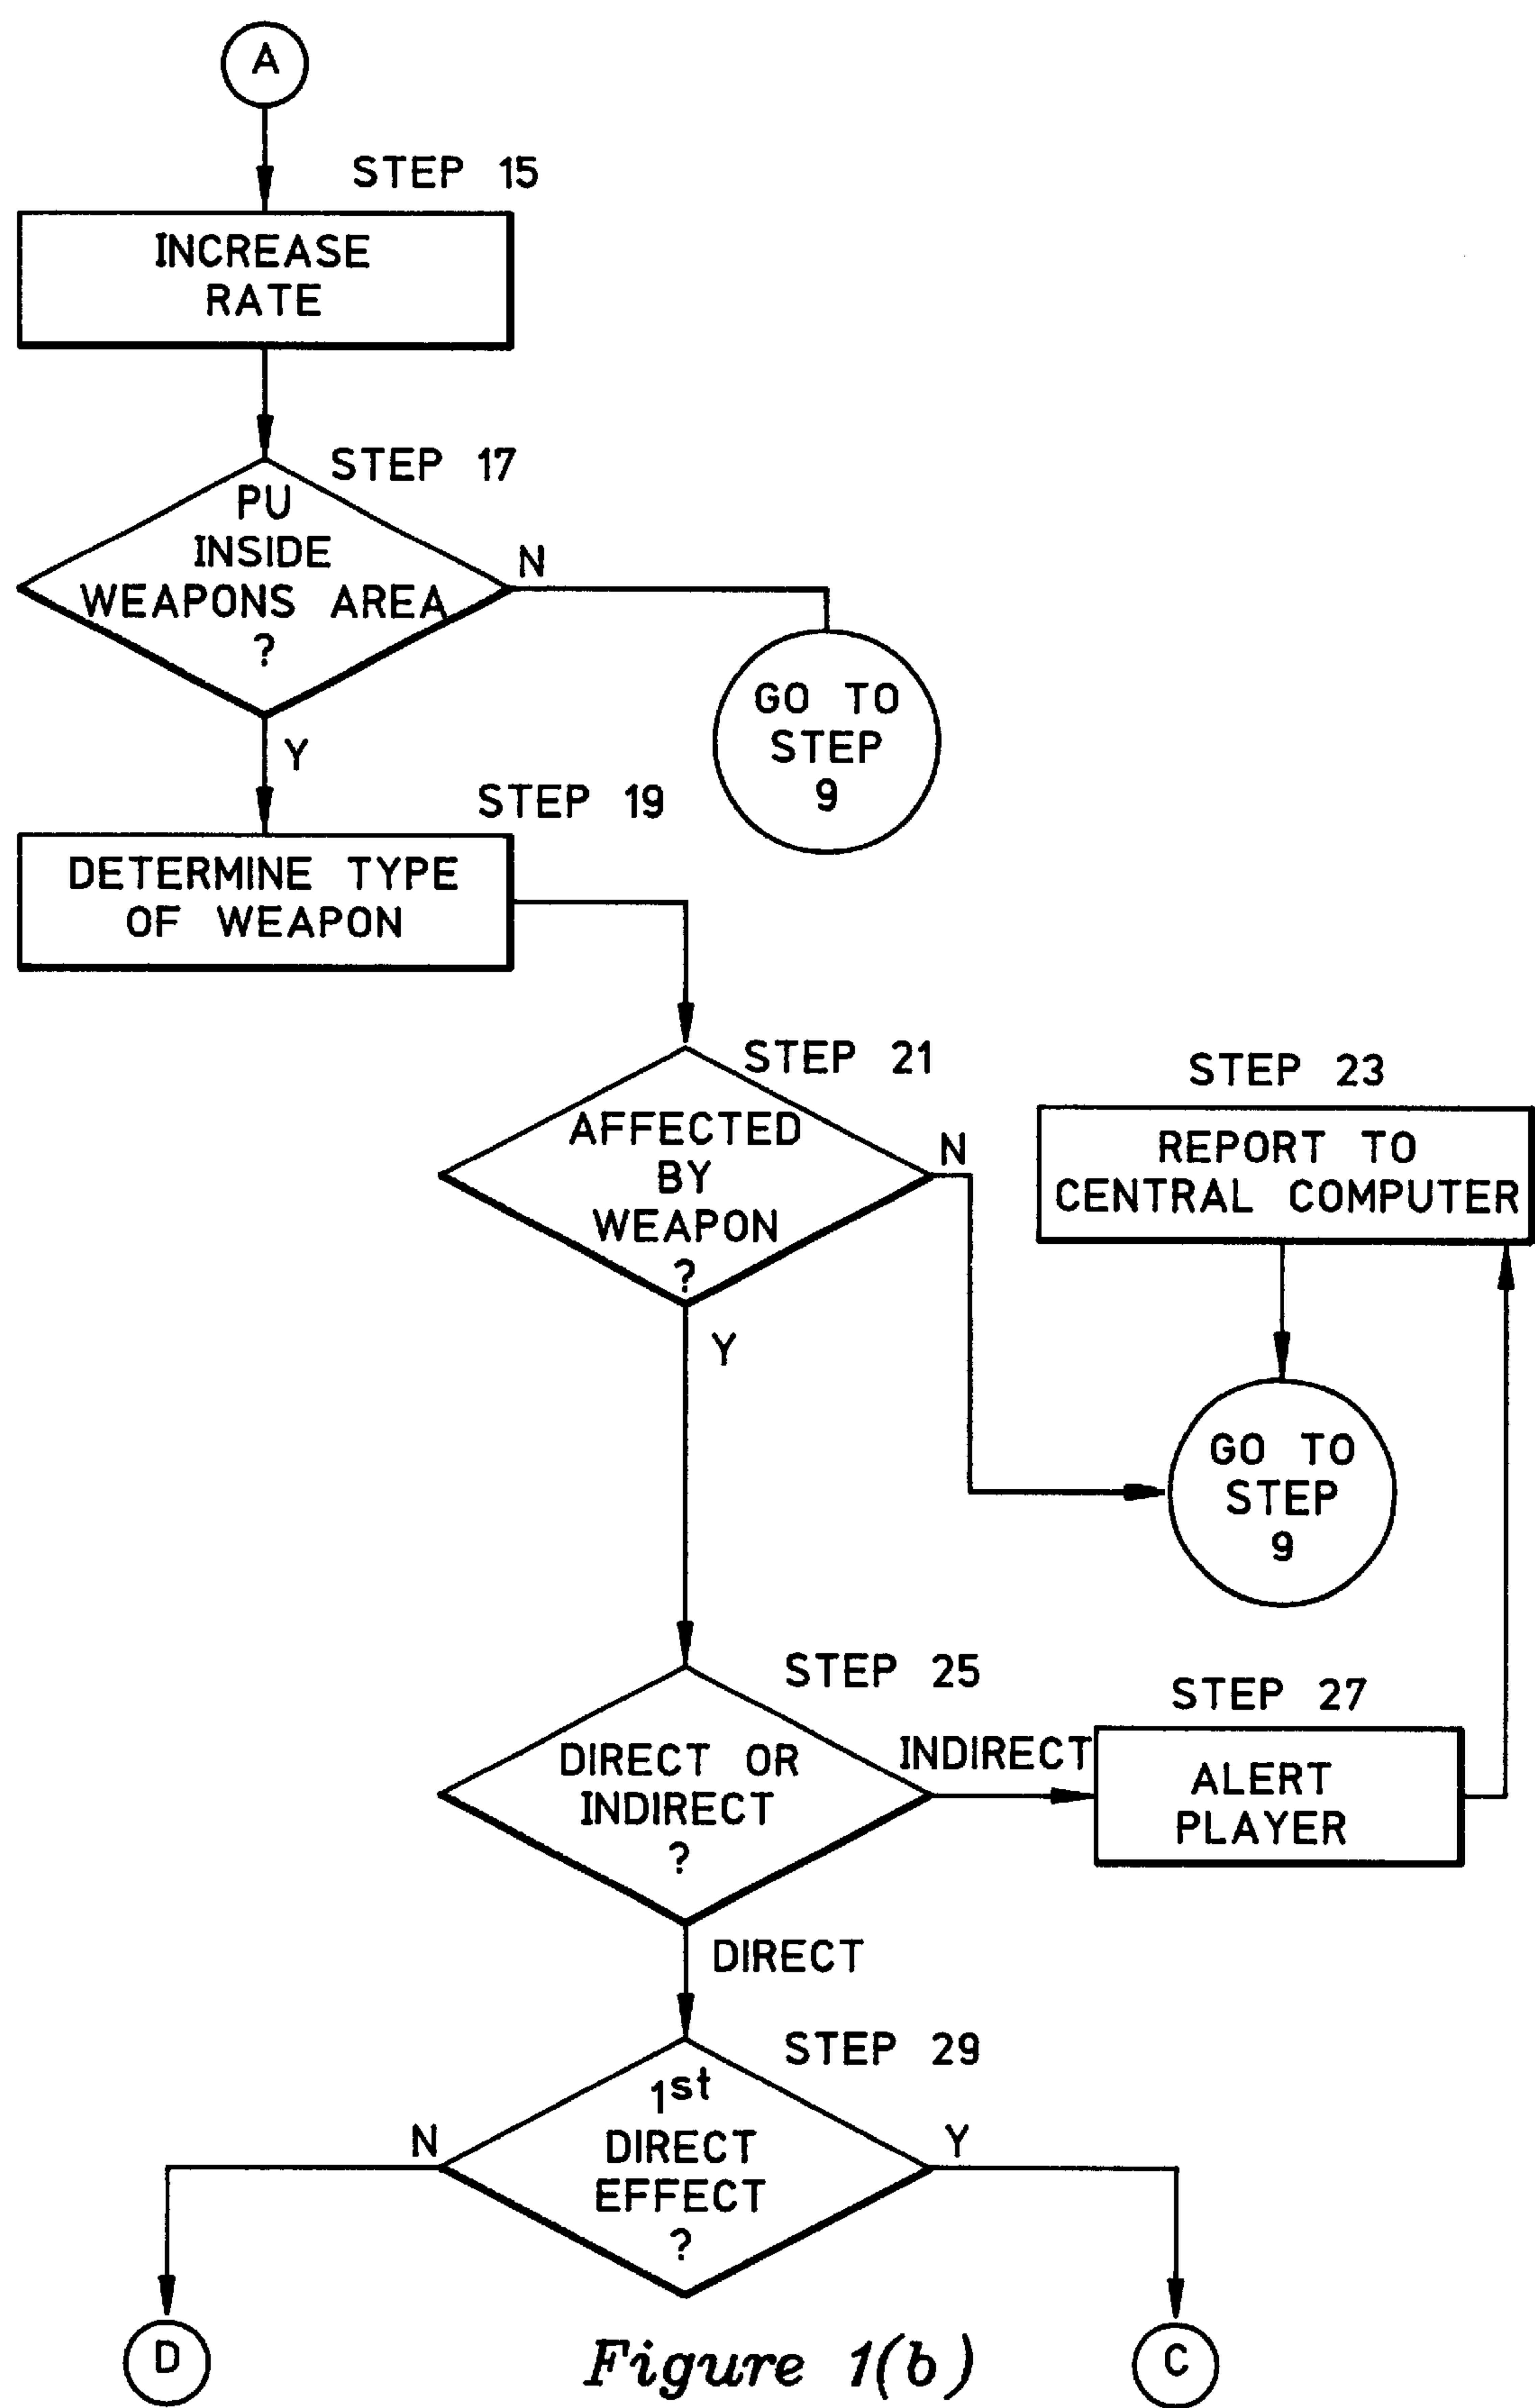 A
STEP 15
INCREASE
RATE
STEP 17
PU
INSIDE
WEAPONS AREA
?
N
GO TO
STEP
9
Y
STEP 19
DETERMINE TYPE
OF WEAPON
STEP 21
AFFECTED
BY
WEAPON
?
N
Y
STEP 23
REPORT TO
CENTRAL COMPUTER
GO TO
STEP
9
STEP 25
DIRECT OR
INDIRECT
?
INDIRECT
STEP 27
ALERT
PLAYER
DIRECT
STEP 29
1st
DIRECT
EFFECT
?
N
Y
D
C
Figure 1(b)